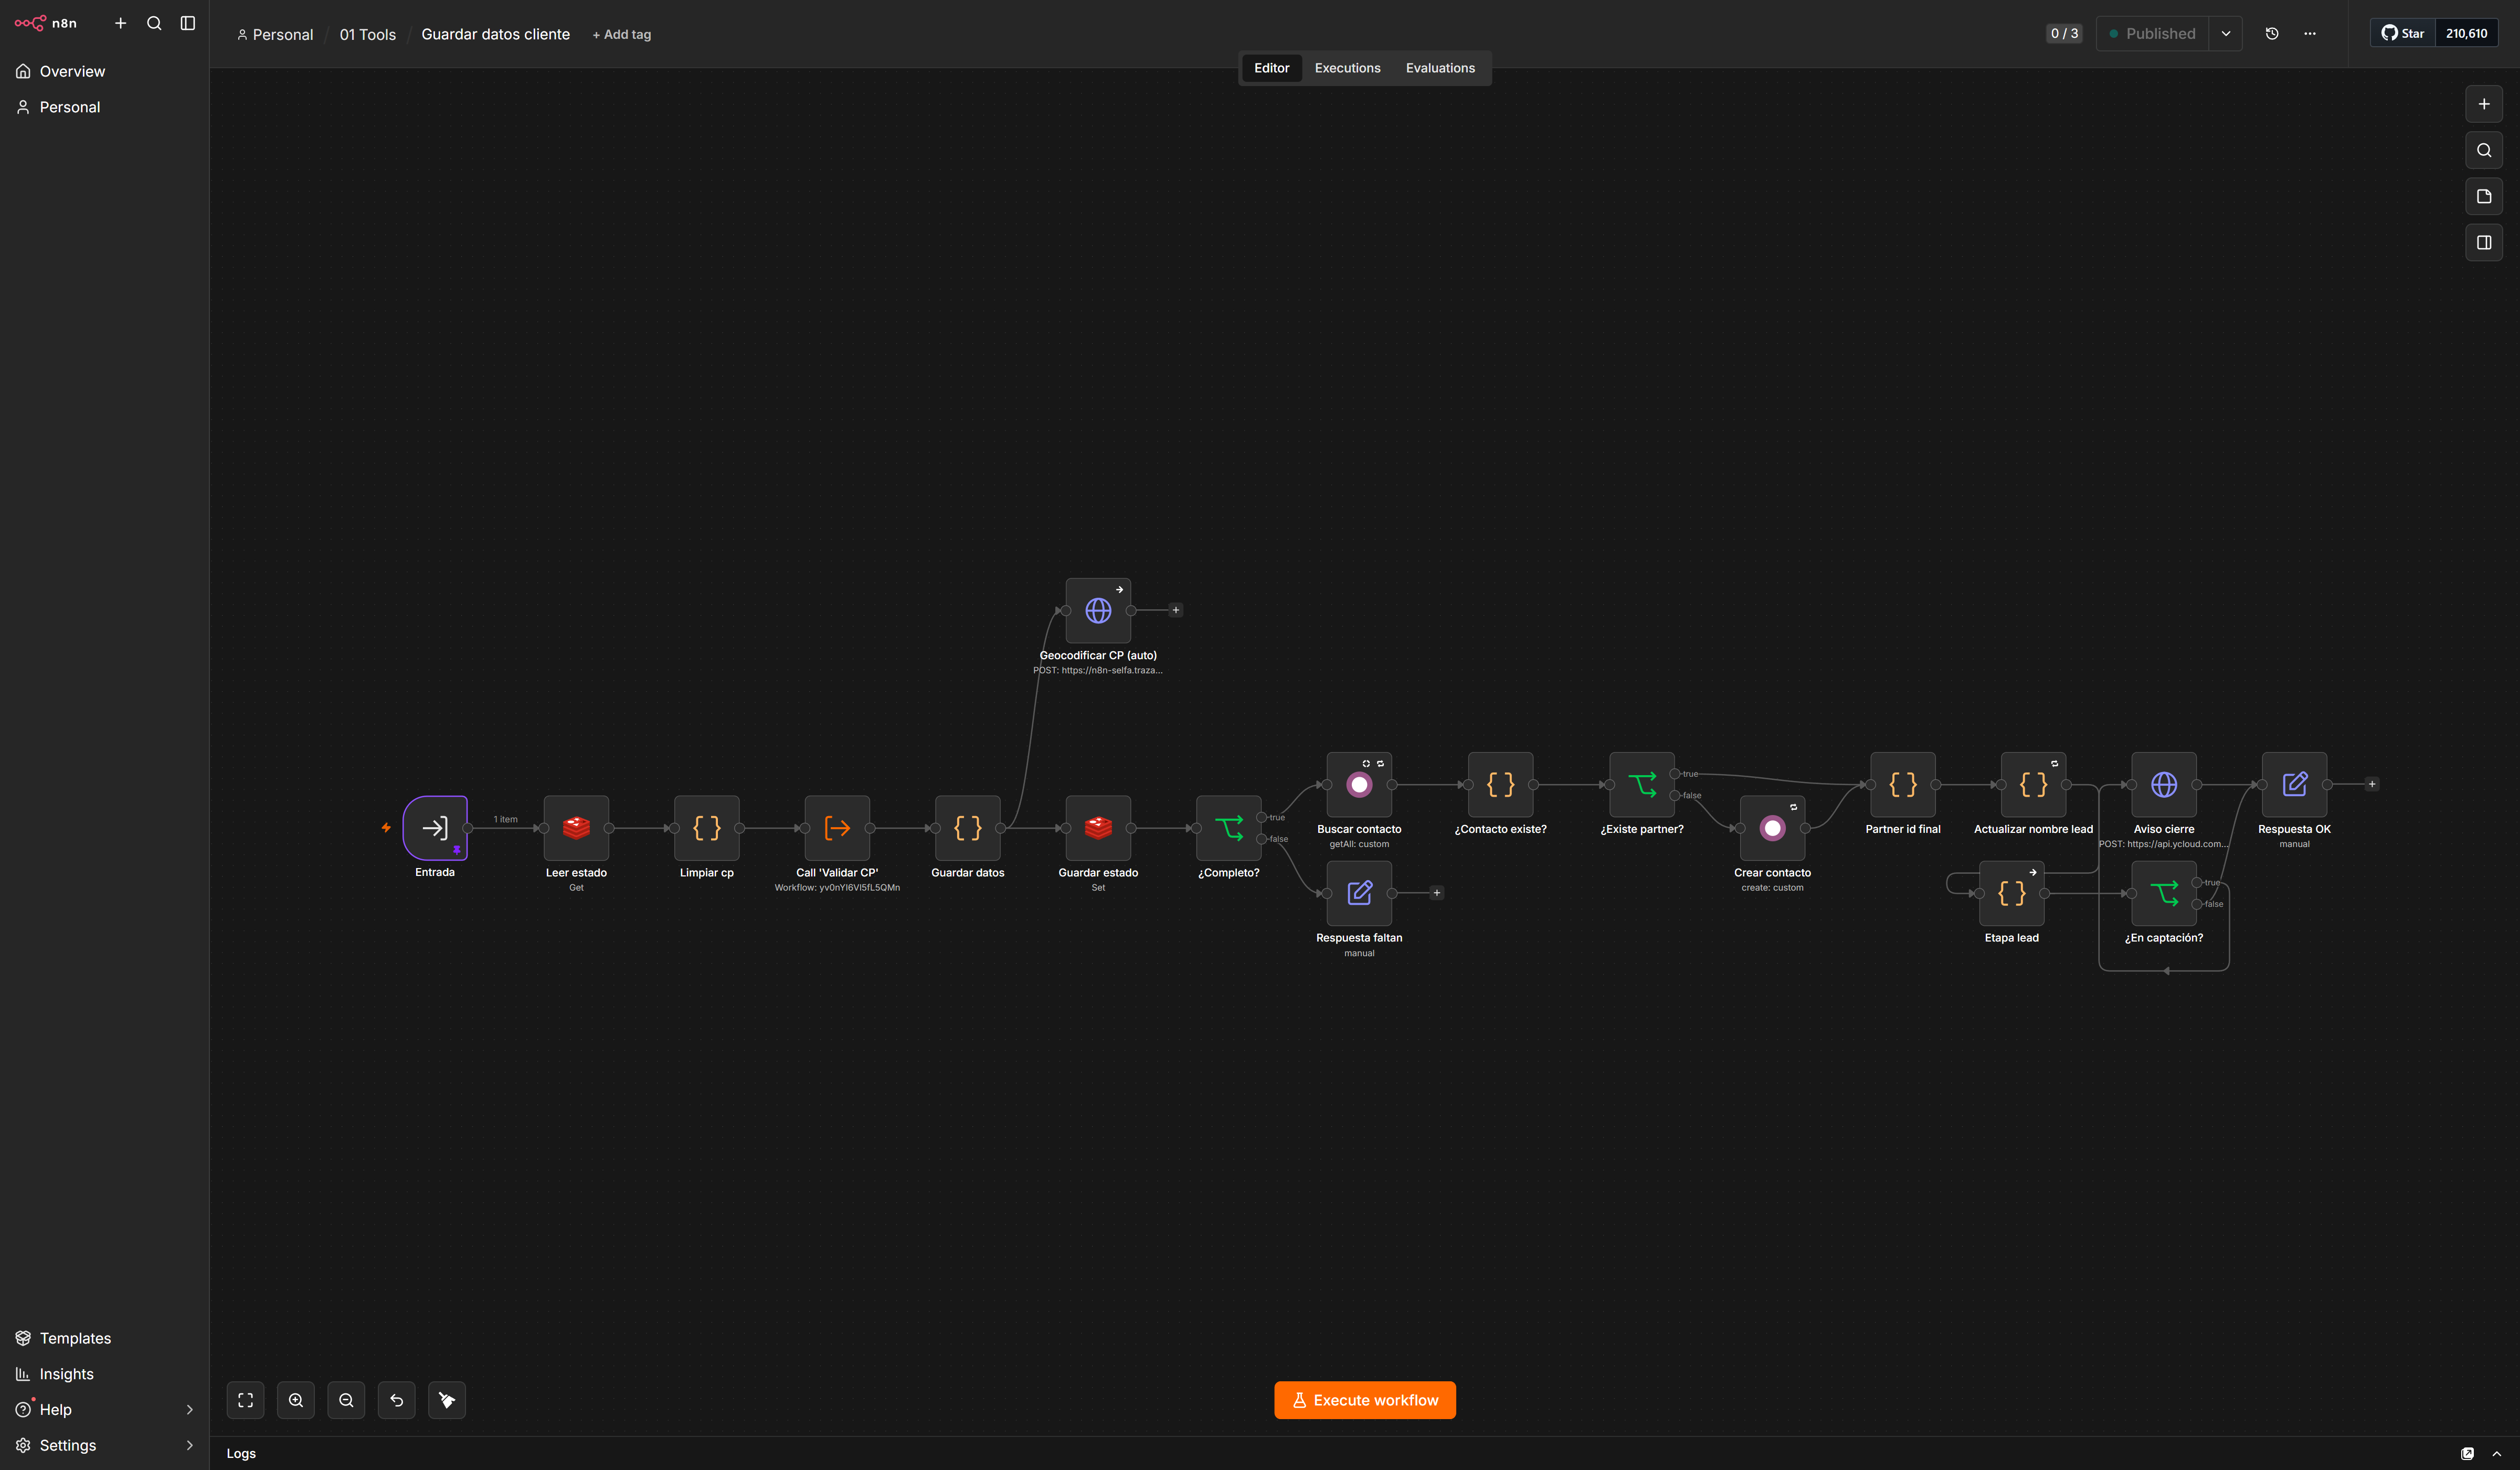 n8n
Personal / 01 Tools / Guardar datos cliente + Add tag
0 / 3
Published
Star 210,610
Editor Executions Evaluations
Overview
Personal
Geocodificar CP (auto)
POST: https://n8n-selfa.traza...
1 item
Entrada
Leer estado
Get
Limpiar cp
Call 'Validar CP'
Workflow: yv0nYI6VI5fL5QMn
Guardar datos
Guardar estado
Set
¿Completo?
true
false
Buscar contacto
getAll: custom
Respuesta faltan
manual
¿Contacto existe?
¿Existe partner?
true
false
Crear contacto
create: custom
Partner id final
Actualizar nombre lead
Aviso cierre
POST: https://api.ycloud.com...
Respuesta OK
manual
Etapa lead
¿En captación?
true
false
Templates
Insights
Help
Settings
Execute workflow
Logs